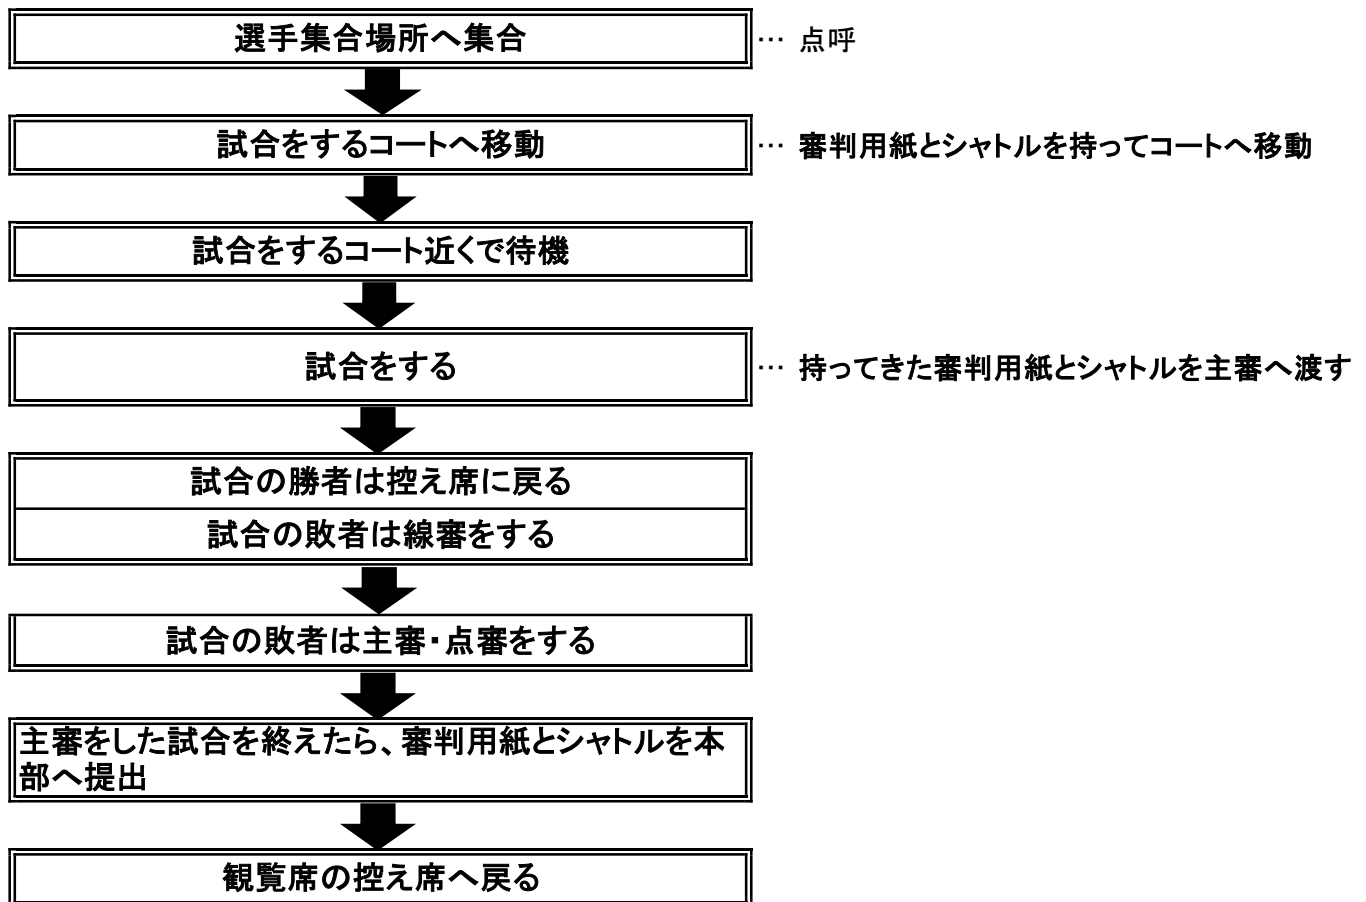 選手集合場所へ集合 … 点呼
試合をするコートへ移動 … 審判用紙とシャトルを持ってコートへ移動
試合をするコート近くで待機
試合をする … 持ってきた審判用紙とシャトルを主審へ渡す
試合の勝者は控え席に戻る
試合の敗者は線審をする
試合の敗者は主審・点審をする
主審をした試合を終えたら、審判用紙とシャトルを本
部へ提出
観覧席の控え席へ戻る